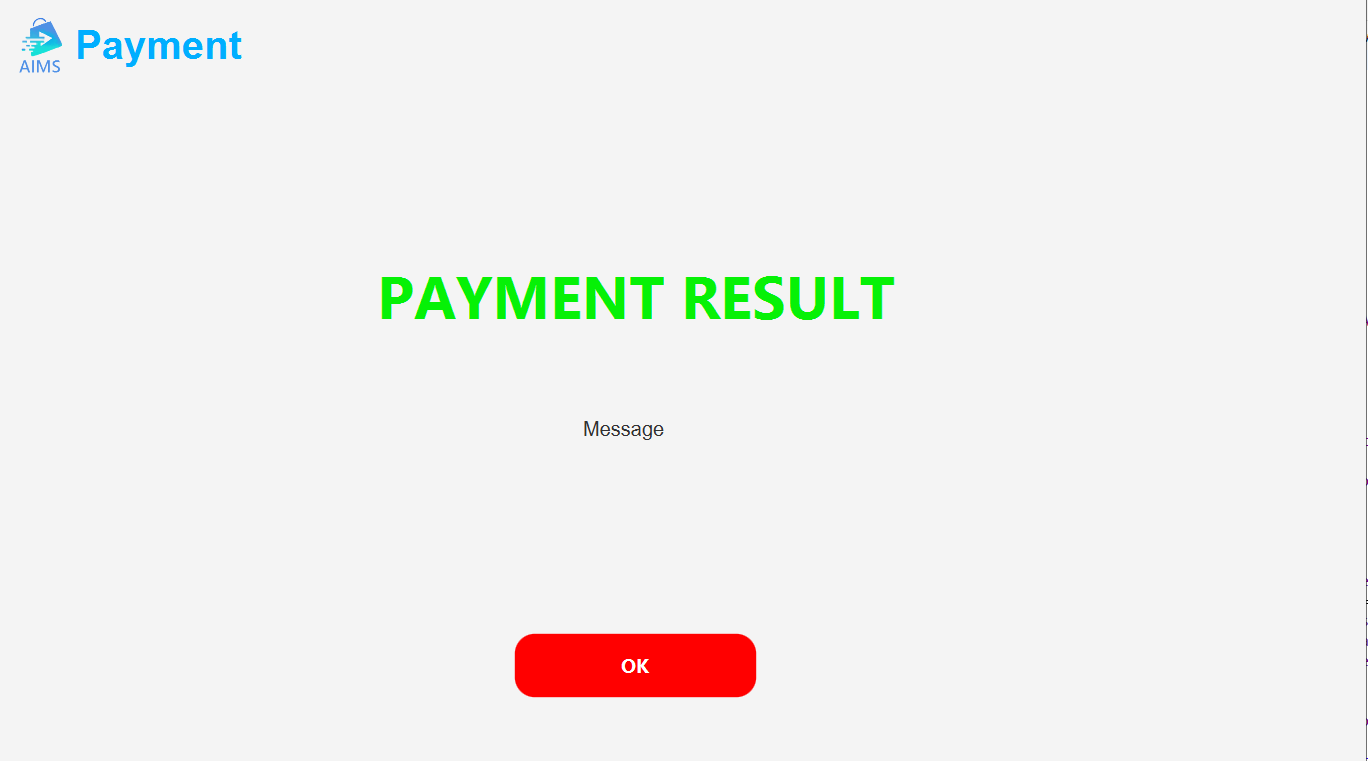 Payment
AIMS
PAYMENT RESULT
Message
OK